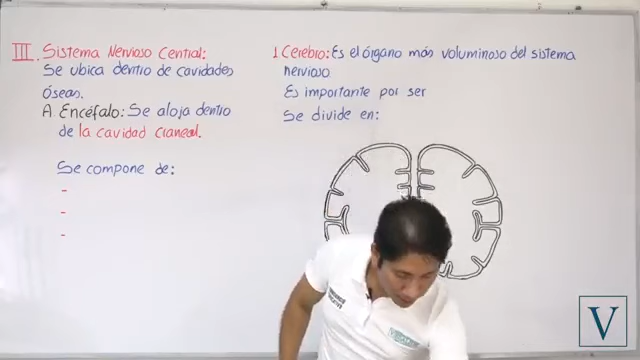 III. Sistema Nervioso Central:
Se ubica dentro de cavidades
óseas.
A. Encéfalo: Se aloja dentro
de la cavidad craneal.
Se compone de:
-
-
-
1. Cerebro: Es el órgano más voluminoso del sistema
nervioso
Es importante por ser
Se divide en:
V